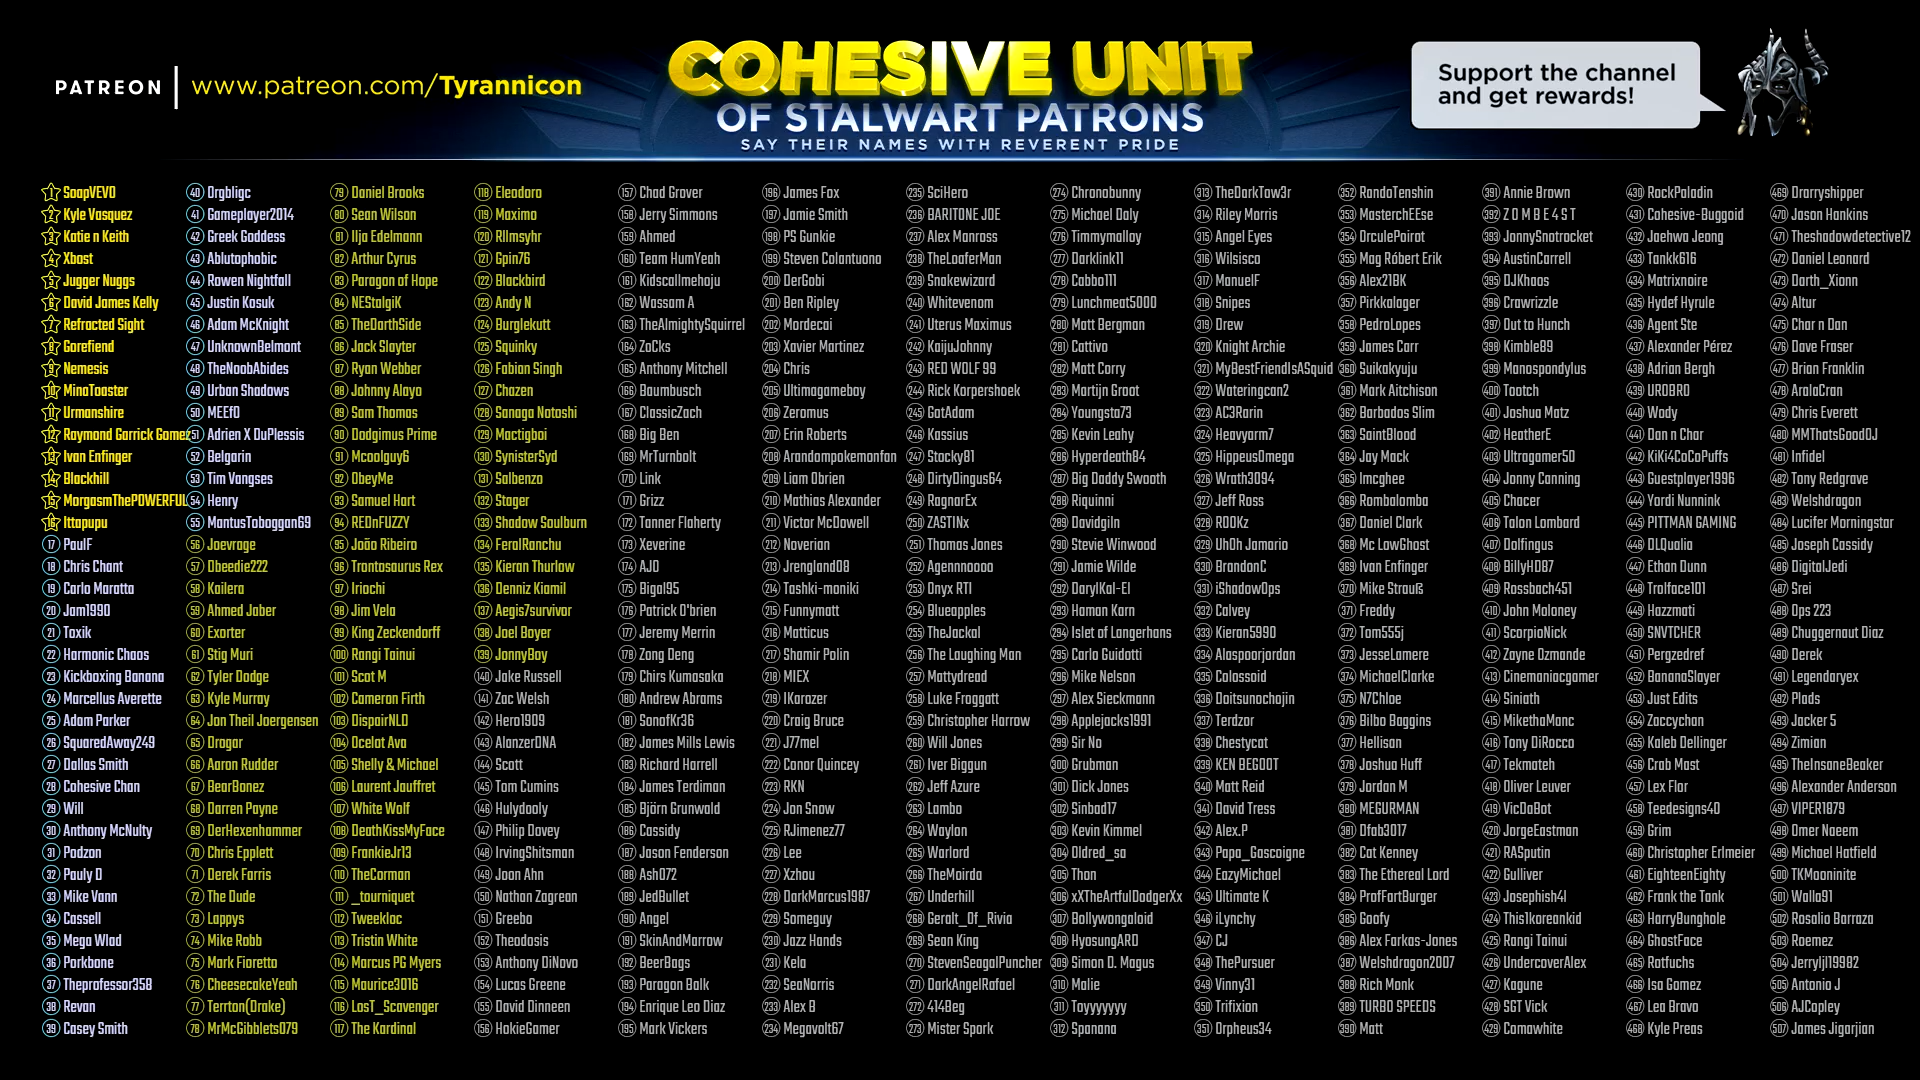 PATREON | www.patreon.com/Tyrannicon
COHESIVE UNIT
OF STALWART PATRONS
SAY THEIR NAMES WITH REVERENT PRIDE
Support the channel
and get rewards!
1 SoapVEVO
2 Kyle Vasquez
3 Katie n Keith
4 Xbost
5 Jugger Nuggs
6 David James Kelly
7 Refracted Sight
8 Gorefiend
9 Nemesis
10 MinaToaster
11 Urmanshire
12 Raymond Garrick Gomez
13 Ivan Enfinger
14 Blackhill
15 MorgasmThePOWERFUL
16 Ittapupu
17 PaulF
18 Chris Chant
19 Carlo Maratta
20 Jam1990
21 Taxik
22 Harmonic Chaos
23 Kickboxing Banana
24 Marcellus Averette
25 Adam Parker
26 SquaredAway249
27 Dallas Smith
28 Cohesive Chan
29 Will
30 Anthony McNulty
31 Podzon
32 Pauly D
33 Mike Vann
34 Cassell
35 Mega Wlad
36 Porkbone
37 Theprofessor358
38 Revan
39 Casey Smith
40 Orgbligc
41 Gameplayer2014
42 Greek Goddess
43 Ablutophobic
44 Rowen Nightfall
45 Justin Kosuk
46 Adam McKnight
47 UnknownBelmont
48 TheNoobAbides
49 Urban Shadows
50 MEEfO
51 Adrien X DuPlessis
52 Belgarin
53 Tim Vangses
54 Henry
55 MantusToboggan69
56 Joevrage
57 Obeedie222
58 Kailera
59 Ahmed Jaber
60 Exorter
61 Stig Muri
62 Tyler Dodge
63 Kyle Murray
64 Jan Theil Joergensen
65 Drogar
66 Aaron Rudder
67 BearBonez
68 Darren Payne
69 DerHexenhammer
70 Chris Epplett
71 Derek Farris
72 The Dude
73 Lappys
74 Mike Robb
75 Mark Fioretto
76 CheesecakeYeah
77 Terrton(Drake)
78 MrMcGibblets079
79 Daniel Brooks
80 Sean Wilson
81 Ilja Edelmann
82 Arthur Cyrus
83 Paragon of Hope
84 NEStalgiK
85 TheDarthSide
86 Jack Slayter
87 Ryan Webber
88 Johnny Alayo
89 Sam Thomas
90 Dodgimus Prime
91 Mcoolguy6
92 ObeyMe
93 Samuel Hart
94 REDnFUZZY
95 João Ribeiro
96 Trontosaurus Rex
97 Iriochi
98 Jim Vela
99 King Zeckendorff
100 Rangi Tainui
101 Scot M
102 Cameron Firth
103 DispairNLD
104 Ocelot Ava
105 Shelly & Michael
106 Laurent Jauffret
107 White Wolf
108 DeathKissMyFace
109 FrankieJr13
110 TheCorman
111 _tourniquet
112 Tweekloc
113 Tristin White
114 Marcus PG Myers
115 Maurice3016
116 LosT_Scavenger
117 The Kardinal
118 Eleodoro
119 Maximo
120 Rllmsyhr
121 Gpin76
122 Blackbird
123 Andy N
124 Burglekutt
125 Squinky
126 Fabian Singh
127 Chazen
128 Sanaga Notoshi
129 Mactigboi
130 SynisterSyd
131 Salbenzo
132 Stager
133 Shadow Soulburn
134 FeralRanchu
135 Kieran Thurlow
136 Denniz Kiamil
137 Aegis7survivor
138 Joel Boyer
139 JonnyBoy
140 Jake Russell
141 Zac Welsh
142 Hero1909
143 AlanzerDNA
144 Scott
145 Tom Cumins
146 Hulydooly
147 Philip Dovey
148 IrvingShitsman
149 Joon Ahn
150 Nathan Zagrean
151 Greebo
152 Theodosis
153 Anthony DiNovo
154 Lucas Greene
155 David Dinneen
156 HokieGamer
157 Chad Grover
158 Jerry Simmons
159 Ahmed
160 Team HumYeah
161 Kidscallmehoju
162 Wassam A
163 TheAlmightySquirrel
164 ZaCks
165 Anthony Mitchell
166 Baumbusch
167 ClassicZach
168 Big Ben
169 MrTurnbolt
170 Link
171 Grizz
172 Tanner Flaherty
173 Xeverine
174 AJD
175 Bigal95
176 Patrick O'brien
177 Jeremy Merrin
178 Zong Deng
179 Chirs Kumasaka
180 Andrew Abrams
181 SonofKr36
182 James Mills Lewis
183 Richard Harrell
184 James Terdiman
185 Björn Grunwald
186 Cassidy
187 Jason Fenderson
188 AshD72
189 JedBullet
190 Angel
191 SkinAndMarrow
192 BeerBags
193 Paragon Balk
194 Enrique Leo Diaz
195 Mark Vickers
196 James Fox
197 Jamie Smith
198 PS Gunkie
199 Steven Colantuono
200 DerGobi
201 Ben Ripley
202 Mordecai
203 Xavier Martinez
204 Chris
205 Ultimagameboy
206 Zeromus
207 Erin Roberts
208 Arandompokemonfan
209 Liam Obrien
210 Mathias Alexander
211 Victor McDowell
212 Noverian
213 Jrengland08
214 Tashki-moniki
215 Funnymatt
216 Matticus
217 Shamir Polin
218 MIEX
219 IKarazer
220 Craig Bruce
221 J77mel
222 Conor Quincey
223 RKN
224 Jon Snow
225 RJimenez77
226 Lee
227 Xzhou
228 DarkMarcus1987
229 Someguy
230 Jazz Hands
231 Kela
232 SeaNarris
233 Alex B
234 Megavolt67
235 SciHero
236 BARITONE JOE
237 Alex Manross
238 TheLoaferMan
239 Snakewizard
240 Whitevenom
241 Uterus Maximus
242 KaijuJohnny
243 RED WOLF 99
244 Rick Karpershoek
245 GotAdam
246 Kassius
247 Stocky81
248 DirtyDingus64
249 RagnarEx
250 ZASTINx
251 Thomas Jones
252 Agennnoooo
253 Onyx RTI
254 Blueapples
255 TheJackal
256 The Laughing Man
257 Mattydread
258 Luke Froggatt
259 Christopher Harrow
260 Will Jones
261 Iver Biggun
262 Jeff Azure
263 Lambo
264 Waylon
265 Warlord
266 TheMoirda
267 Underhill
268 Geralt_Of_Rivia
269 Sean King
270 StevenSeagalPuncher
271 DarkAngelRafael
272 414Beg
273 Mister Spork
274 Chronobunny
275 Michael Daly
276 Timmymalloy
277 Darklink11
278 Cabbo111
279 Lunchmeat5000
280 Matt Bergman
281 Cattivo
282 Matt Corry
283 Martijn Groot
284 Youngsta73
285 Kevin Leahy
286 Hyperdeath84
287 Big Daddy Swooth
288 Riquinni
289 Davidgiln
290 Stevie Winwood
291 Jamie Wilde
292 DarylKal-El
293 Haman Karn
294 Islet of Langerhans
295 Carlo Guidotti
296 Mike Nelson
297 Alex Sieckmann
298 Applejacks1991
299 Sir No
300 Grubman
301 Dick Jones
302 Sinbad17
303 Kevin Kimmel
304 Oldred_sa
305 Thon
306 xXTheArtfulDodgerXx
307 Bollywongaloid
308 HyosungARD
309 Simon D. Magus
310 Malie
311 Toyyyyyyy
312 Spanana
313 TheDarkTow3r
314 Riley Morris
315 Angel Eyes
316 Wilsisca
317 ManuelF
318 Snipes
319 Drew
320 Knight Archie
321 MyBestFriendIsASquid
322 Wateringcan2
323 AC3Rarin
324 Heavyarm7
325 HippeusOmega
326 Wrath3094
327 Jeff Ross
328 ROOKz
329 UhOh Jamario
330 BrandonC
331 iShadowOps
332 Calvey
333 Kieran5990
334 Alaspoorjordan
335 Colassoid
336 Doitsunochojin
337 Terdzor
338 Chestycat
339 KEN BEGOOT
340 Matt Reid
341 David Tress
342 Alex.P
343 Papa_Gascoigne
344 EazyMichael
345 Ultimate K
346 iLynchy
347 CJ
348 ThePursuer
349 Vinny31
350 Trifixion
351 Orpheus34
352 RandoTenshin
353 MasterchEEse
354 OrculePoirot
355 Mag Róbert Erik
356 Alex21BK
357 Pirkkalager
358 PedroLopes
359 James Carr
360 Suikakyuju
361 Mark Aitchison
362 Barbados Slim
363 SaintBlood
364 Jay Mack
365 Imcghee
366 Rombalomba
367 Daniel Clark
368 Mc LowGhost
369 Ivan Enfinger
370 Mike Strauß
371 Freddy
372 Tom555j
373 JesseLamere
374 MichaelClarke
375 N7Chloe
376 Bilbo Baggins
377 Hellisan
378 Joshua Huff
379 Jordan M
380 MEGURMAN
381 Dfab3017
382 Cat Kenney
383 The Ethereal Lord
384 ProfFartBurger
385 Goofy
386 Alex Farkas-Jones
387 Welshdragon2007
388 Rich Monk
389 TURBO SPEEDS
390 Matt
391 Annie Brown
392 Z O M B E 4 S T
393 JonnySnotrocket
394 AustinCarrell
395 DJKhaos
396 Crawrizzle
397 Out to Hunch
398 Kimble89
399 Manospondylus
400 Tootch
401 Joshua Matz
402 HeatherE
403 Ultragamer50
404 Jonny Canning
405 Chacer
406 Talon Lombard
407 Dolfingus
408 BillyHD87
409 Rossbach451
410 John Maloney
411 ScorpioNick
412 Zayne Ozmande
413 Cinemaniacgamer
414 Siniath
415 MikethaManc
416 Tony DiRocco
417 Tekmateh
418 Oliver Leuver
419 VicDaBat
420 JorgeEastman
421 RASputin
422 Gulliver
423 Josephish4l
424 This1koreankid
425 Rangi Tainui
426 UndercoverAlex
427 Kagune
428 SGT Vick
429 Comawhite
430 RockPaladin
431 Cohesive-Buggoid
432 Jaehwa Jeong
433 Tankk616
434 Matrixnoire
435 Hydef Hyrule
436 Agent Ste
437 Alexander Pérez
438 Adrian Bergh
439 UROBRO
440 Wody
441 Dan n Char
442 KiKi4CoCoPuffs
443 Guestplayer1996
444 Yordi Nunnink
445 PITTMAN GAMING
446 OLQualia
447 Ethan Dunn
448 Trolface101
449 Hazzmati
450 SNVTCHER
451 Pergzedref
452 BananaSlayer
453 Just Edits
454 Zaccychan
455 Kaleb Dellinger
456 Crab Mast
457 Lex Flar
458 Teedesigns40
459 Grim
460 Christopher Erlmeier
461 EighteenEighty
462 Frank the Tank
463 HarryBunghole
464 GhostFace
465 Rotfuchs
466 Isa Gomez
467 Leo Bravo
468 Kyle Preas
469 Drarryshipper
470 Jason Hankins
471 Theshadowdetective12
472 Daniel Leonard
473 Darth_Xionn
474 Altur
475 Char n Dan
476 Dave Fraser
477 Brian Franklin
478 AralaCran
479 Chris Everett
480 MMThatsGoodOJ
481 Infidel
482 Tony Redgrave
483 Welshdragon
484 Lucifer Morningstar
485 Joseph Cassidy
486 DigitalJedi
487 Srei
488 Ops 223
489 Chuggernaut Diaz
490 Derek
491 Legendaryex
492 Plads
493 Jacker 5
494 Zimian
495 TheInsaneBeaker
496 Alexander Anderson
497 VIPER1879
498 Omer Naeem
499 Michael Hatfield
500 TKMaaninite
501 Walla91
502 Rosalia Barraza
503 Roemez
504 Jerryljl19982
505 Antonio J
506 AJCopley
507 James Jigarjian